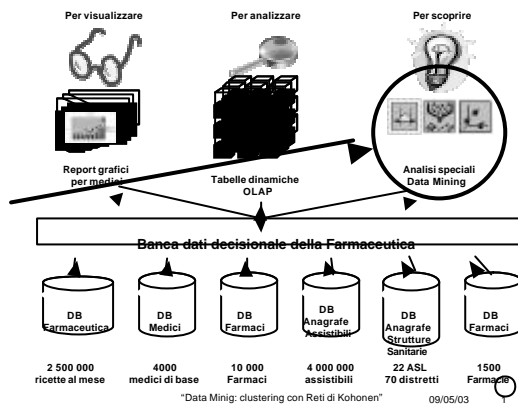 Per visualizzare
Per analizzare
Per scoprire
Report grafici
per medici
Tabelle dinamiche
OLAP
Analisi speciali
Data Mining
Banca dati decisionale della Farmaceutica
DB
Farmaceutica
DB
Medici
DB
Farmaci
DB
Anagrafe
Assistibili
DB
Anagrafe
Strutture
Sanitarie
DB
Farmaci
2 500 000
ricette al mese
4000
medici di base
10 000
Farmaci
4 000 000
assistibili
22 ASL
70 distretti
1500
Farmacie
"Data Minig: clustering con Reti di Kohonen"
09/05/03